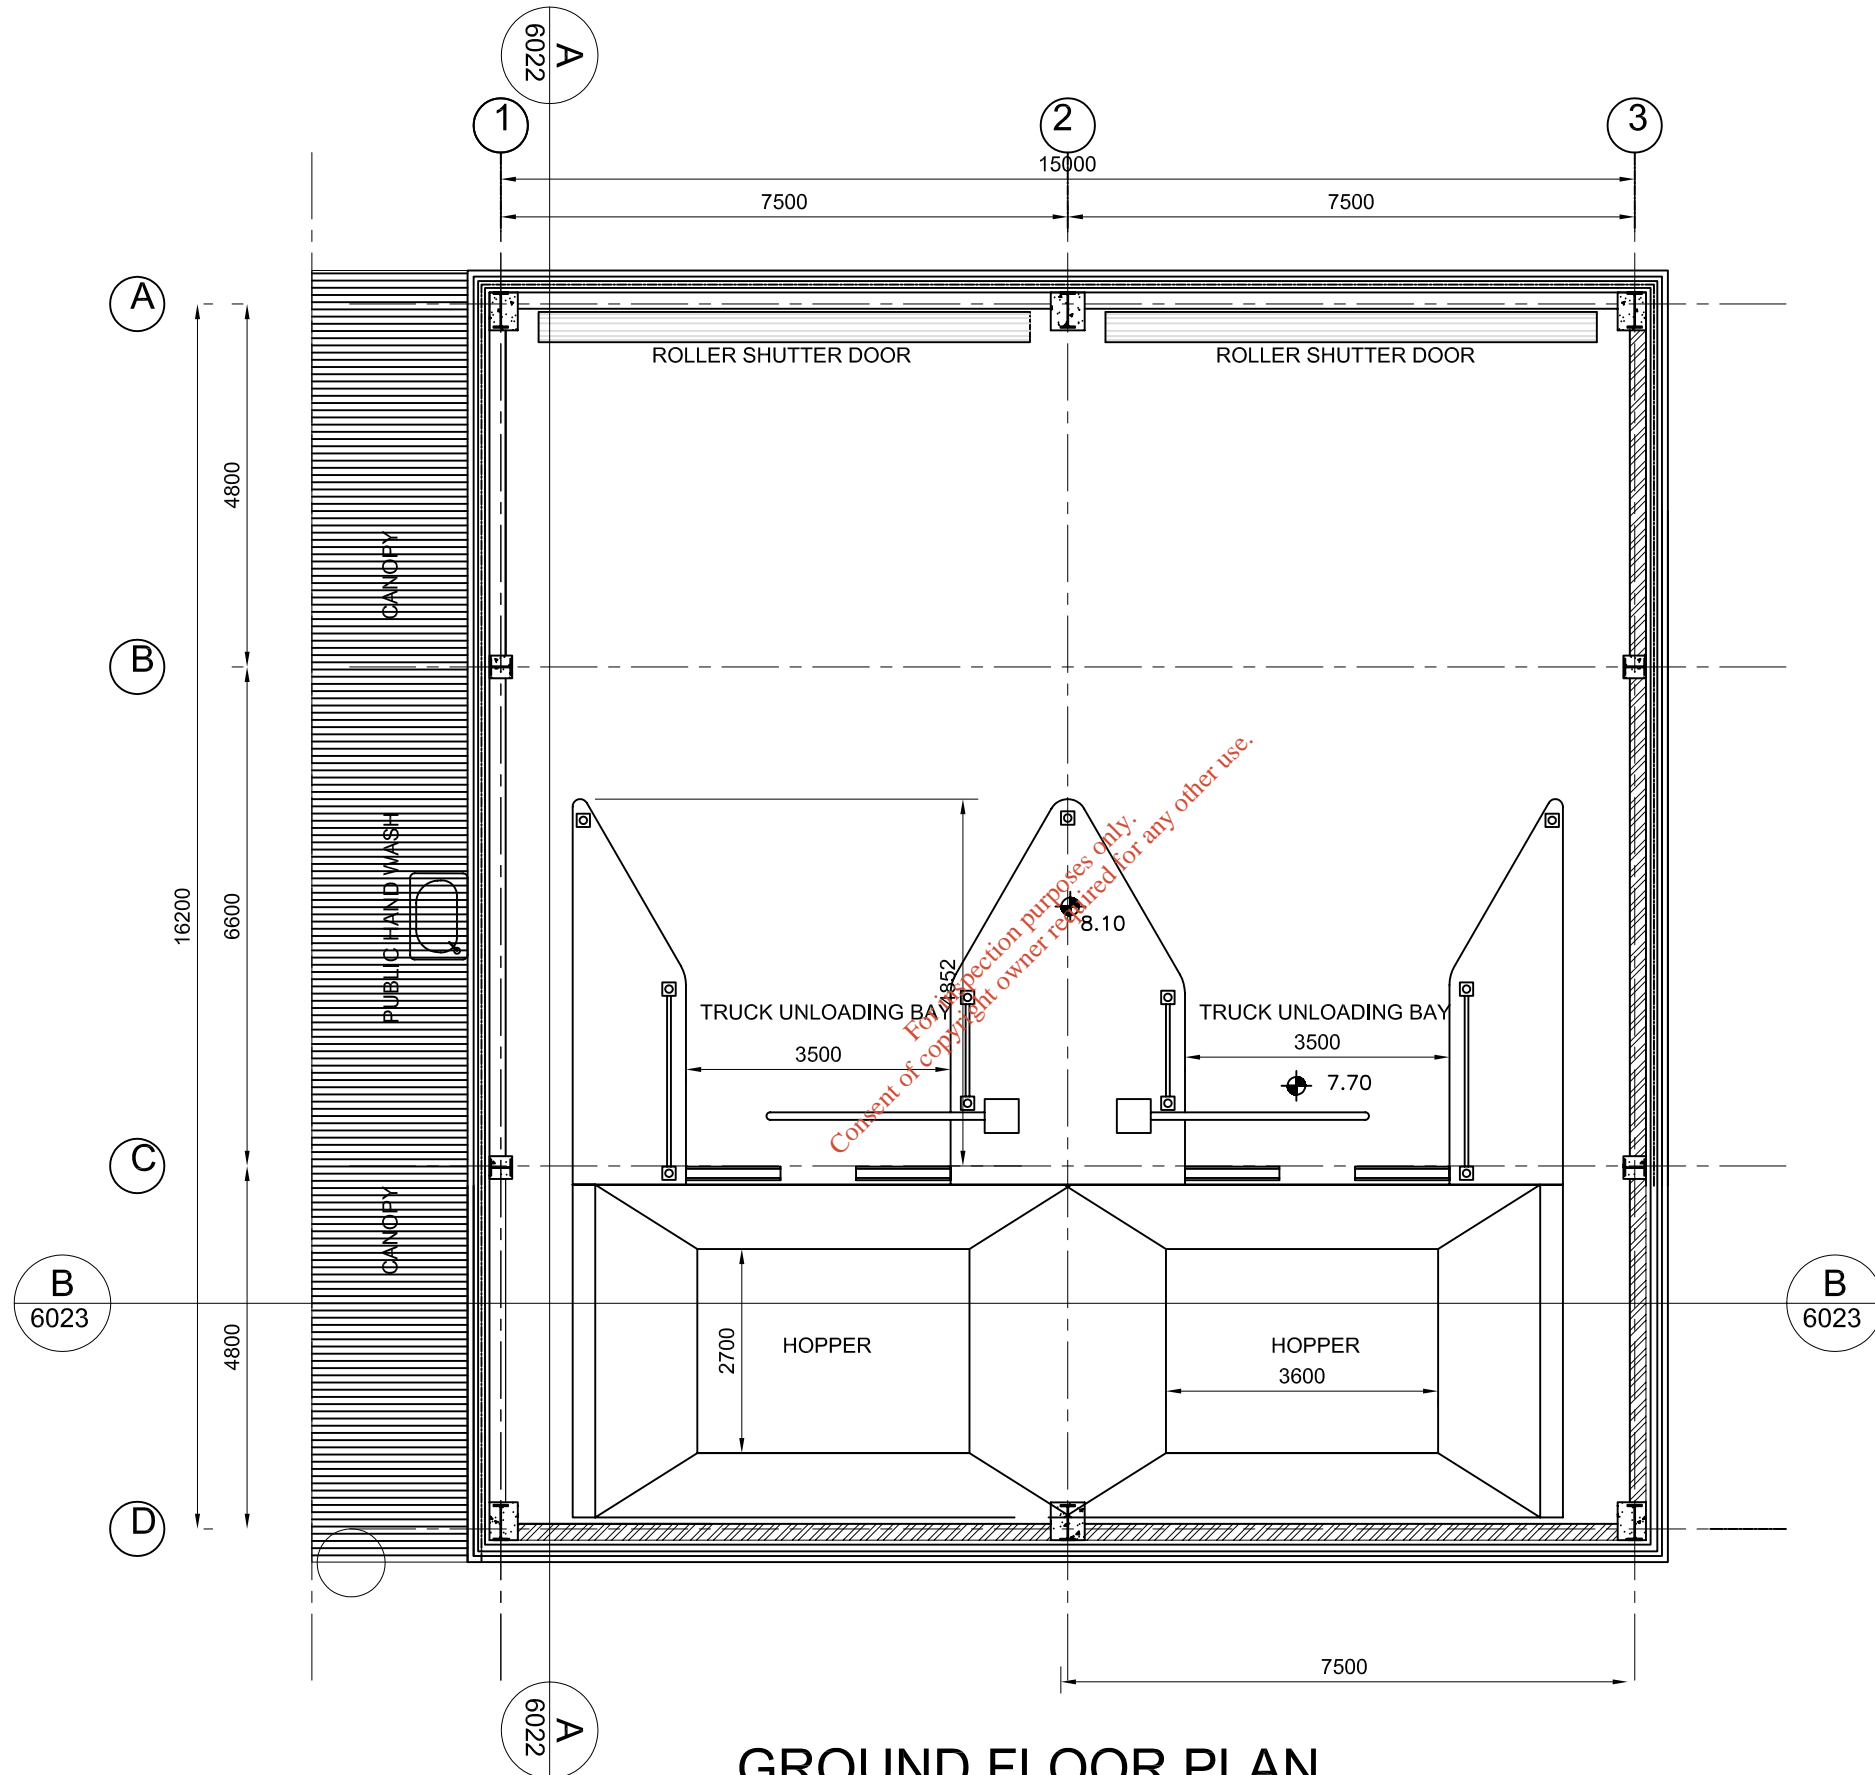 A
6022
1
2
3
15000
7500
7500
A
ROLLER SHUTTER DOOR
ROLLER SHUTTER DOOR
4800
CANOPY
B
For inspection purposes only.
Consent of copyright owner required for any other use.
PUBLIC HAND WASH
16200
6600
8.10
TRUCK UNLOADING BAY
TRUCK UNLOADING BAY
3500
3500
7.70
C
CANOPY
B
6023
B
6023
4800
2700
HOPPER
HOPPER
3600
D
7500
A
6022
GROUND FLOOR PLAN